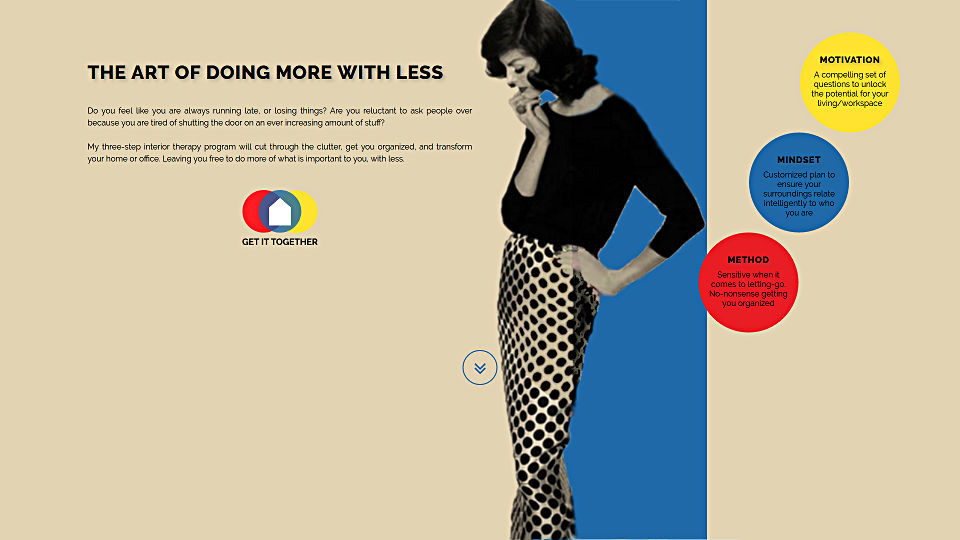 THE ART OF DOING MORE WITH LESS
Do you feel like you are always running late, or losing things? Are you reluctant to ask people over
because you are tired of shutting the door on an ever increasing amount of stuff?
My three-step interior therapy program will cut through the clutter, get you organized, and transform
your home or office. Leaving you free to do more of what is important to you, with less.
GET IT TOGETHER
MOTIVATION
A compelling set of
questions to unlock
the potential for your
living/workspace
MINDSET
Customized plan to
ensure your
surroundings relate
intelligently to who
you are
METHOD
Sensitive when it
comes to letting-go.
No-nonsense getting
you organized